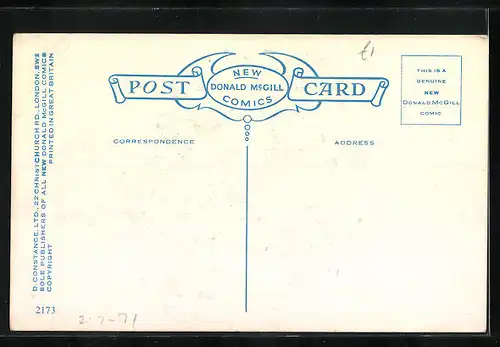 £1
POST
NEW
DONALD McGILL
COMICS
CARD
THIS IS A
GENUINE
NEW
DONALD McGILL
COMIC
CORRESPONDENCE
ADDRESS
D. CONSTANCE, LTD., 22 CHRISTCHURCH RD., LONDON, SW2
SOLE PUBLISHERS OF ALL NEW DONALD McGILL COMICS
COPYRIGHT PRINTED IN GREAT BRITAIN
2173
2-7-71